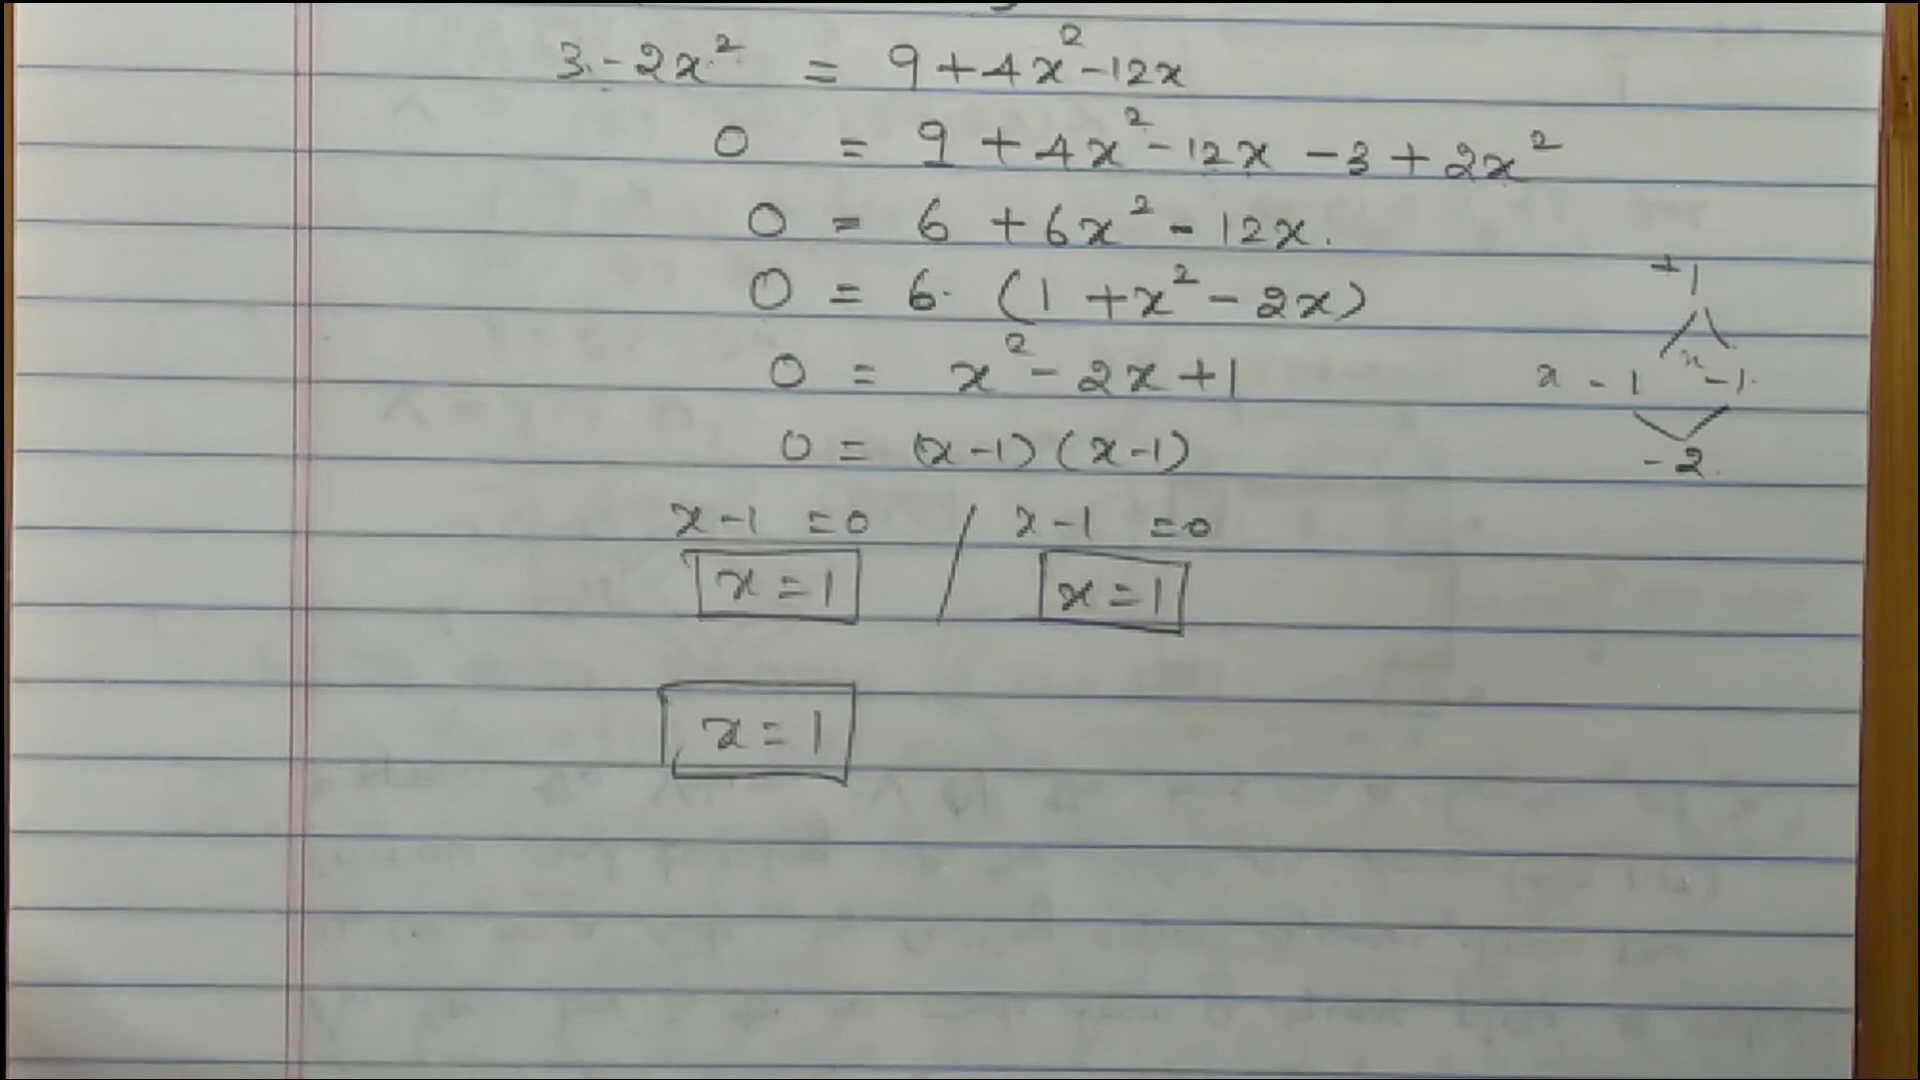 3 - 2x² = 9 + 4x² - 12x
0 = 9 + 4x² - 12x - 3 + 2x²
0 = 6 + 6x² - 12x.
0 = 6. (1 + x² - 2x)
0 = x² - 2x + 1
0 = (x-1) (x-1)
x - 1 = 0 / x - 1 = 0
x = 1 x = 1
x = 1
+1
x - 1 x - 1.
-2.